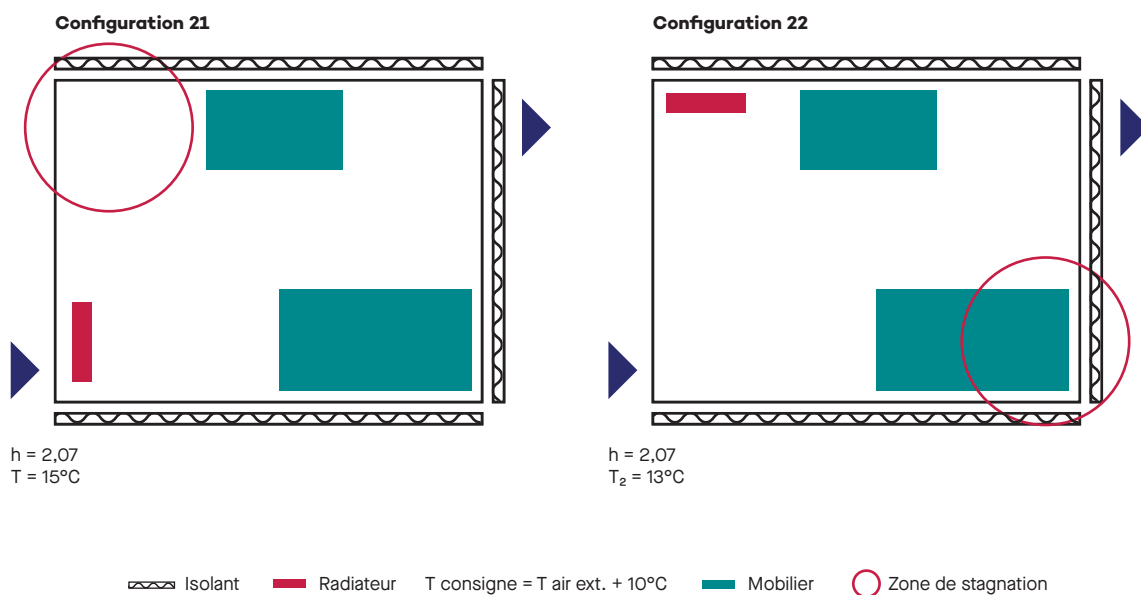 Configuration 21
Configuration 22
h = 2,07
T = 15°C
h = 2,07
T₂ = 13°C
Isolant
Radiateur
T consigne = T air ext. + 10°C
Mobilier
Zone de stagnation